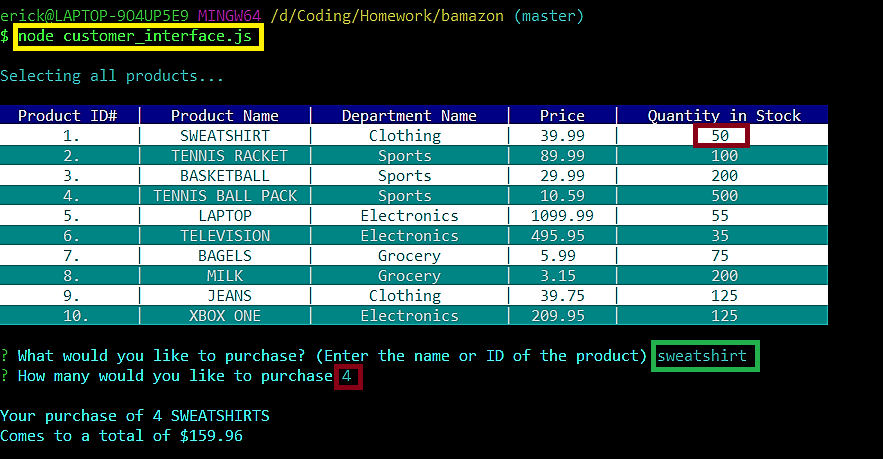 erick@LAPTOP-9O4UP5E9 MINGW64 /d/Coding/Homework/bamazon (master)
$ node customer_interface.js
Selecting all products...
Product ID# | Product Name | Department Name | Price | Quantity in Stock
1. | SWEATSHIRT | Clothing | 39.99 | 50
2. | TENNIS RACKET | Sports | 89.99 | 100
3. | BASKETBALL | Sports | 29.99 | 200
4. | TENNIS BALL PACK | Sports | 10.59 | 500
5. | LAPTOP | Electronics | 1099.99 | 55
6. | TELEVISION | Electronics | 495.95 | 35
7. | BAGELS | Grocery | 5.99 | 75
8. | MILK | Grocery | 3.15 | 200
9. | JEANS | Clothing | 39.75 | 125
10. | XBOX ONE | Electronics | 209.95 | 125
? What would you like to purchase? (Enter the name or ID of the product) sweatshirt
? How many would you like to purchase 4
Your purchase of 4 SWEATSHIRTS
Comes to a total of $159.96